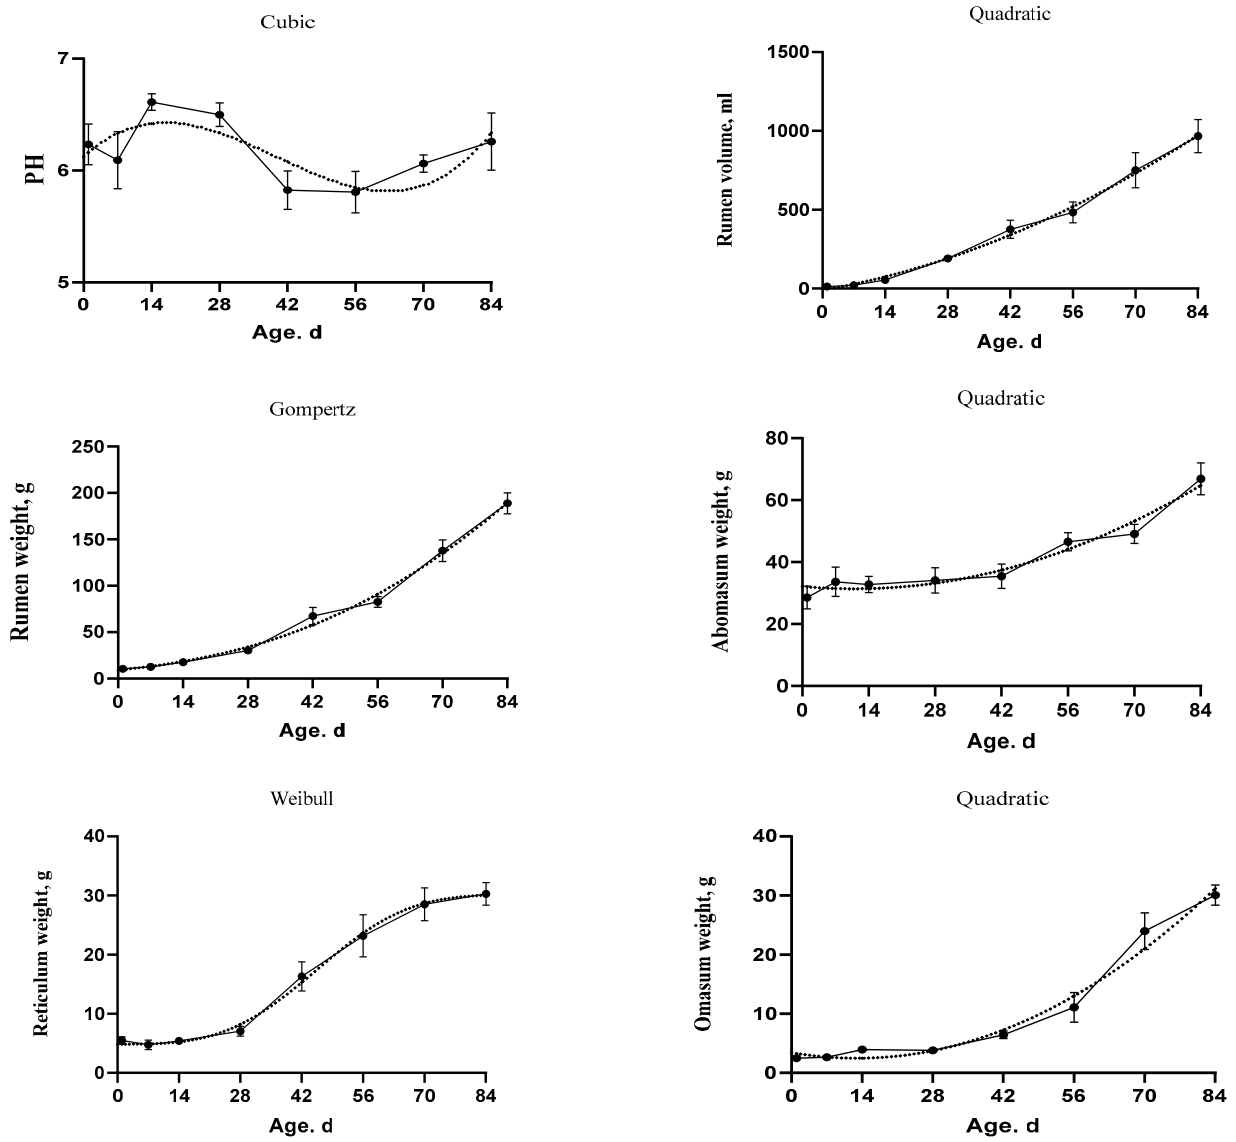 Cubic
7
6
5
PH
0 14 28 42 56 70 84
Age. d
Quadratic
1500
1000
500
0
Rumen volume, ml
0 14 28 42 56 70 84
Age. d
Gompertz
250
200
150
100
50
0
Rumen weight, g
0 14 28 42 56 70 84
Age. d
Quadratic
80
60
40
20
0
Abomasum weight, g
0 14 28 42 56 70 84
Age. d
Weibull
40
30
20
10
0
Reticulum weight, g
0 14 28 42 56 70 84
Age. d
Quadratic
40
30
20
10
0
Omasum weight, g
0 14 28 42 56 70 84
Age. d